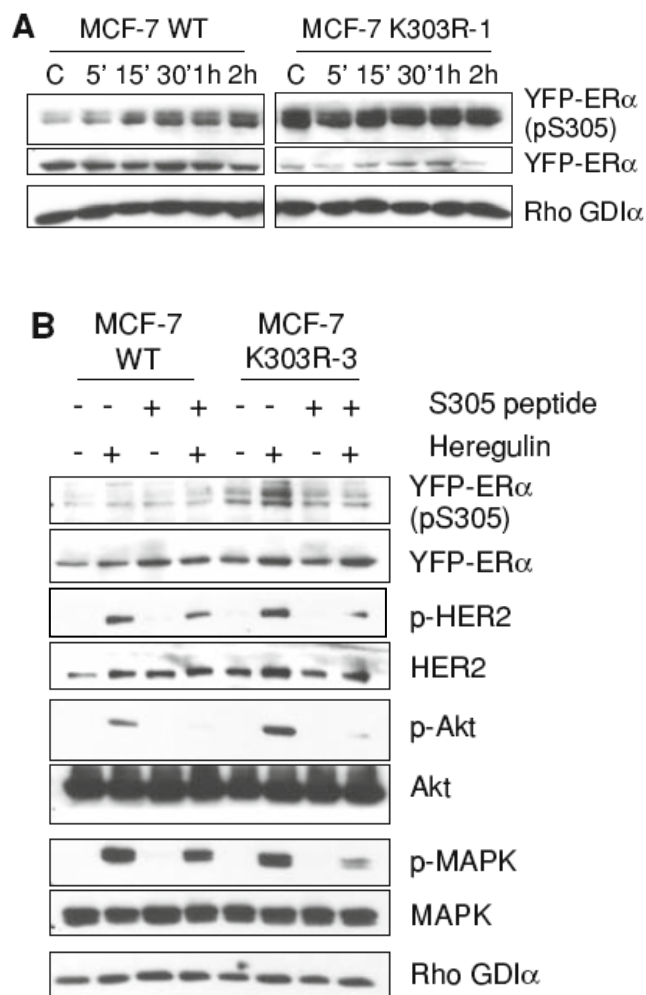 A
MCF-7 WT MCF-7 K303R-1
C 5' 15' 30' 1h 2h C 5' 15' 30' 1h 2h
YFP-ERα
(pS305)
YFP-ERα
Rho GDIα
B
MCF-7 MCF-7
WT K303R-3
- - + + - - + + S305 peptide
- + - + - + - + Heregulin
YFP-ERα
(pS305)
YFP-ERα
p-HER2
HER2
p-Akt
Akt
p-MAPK
MAPK
Rho GDIα